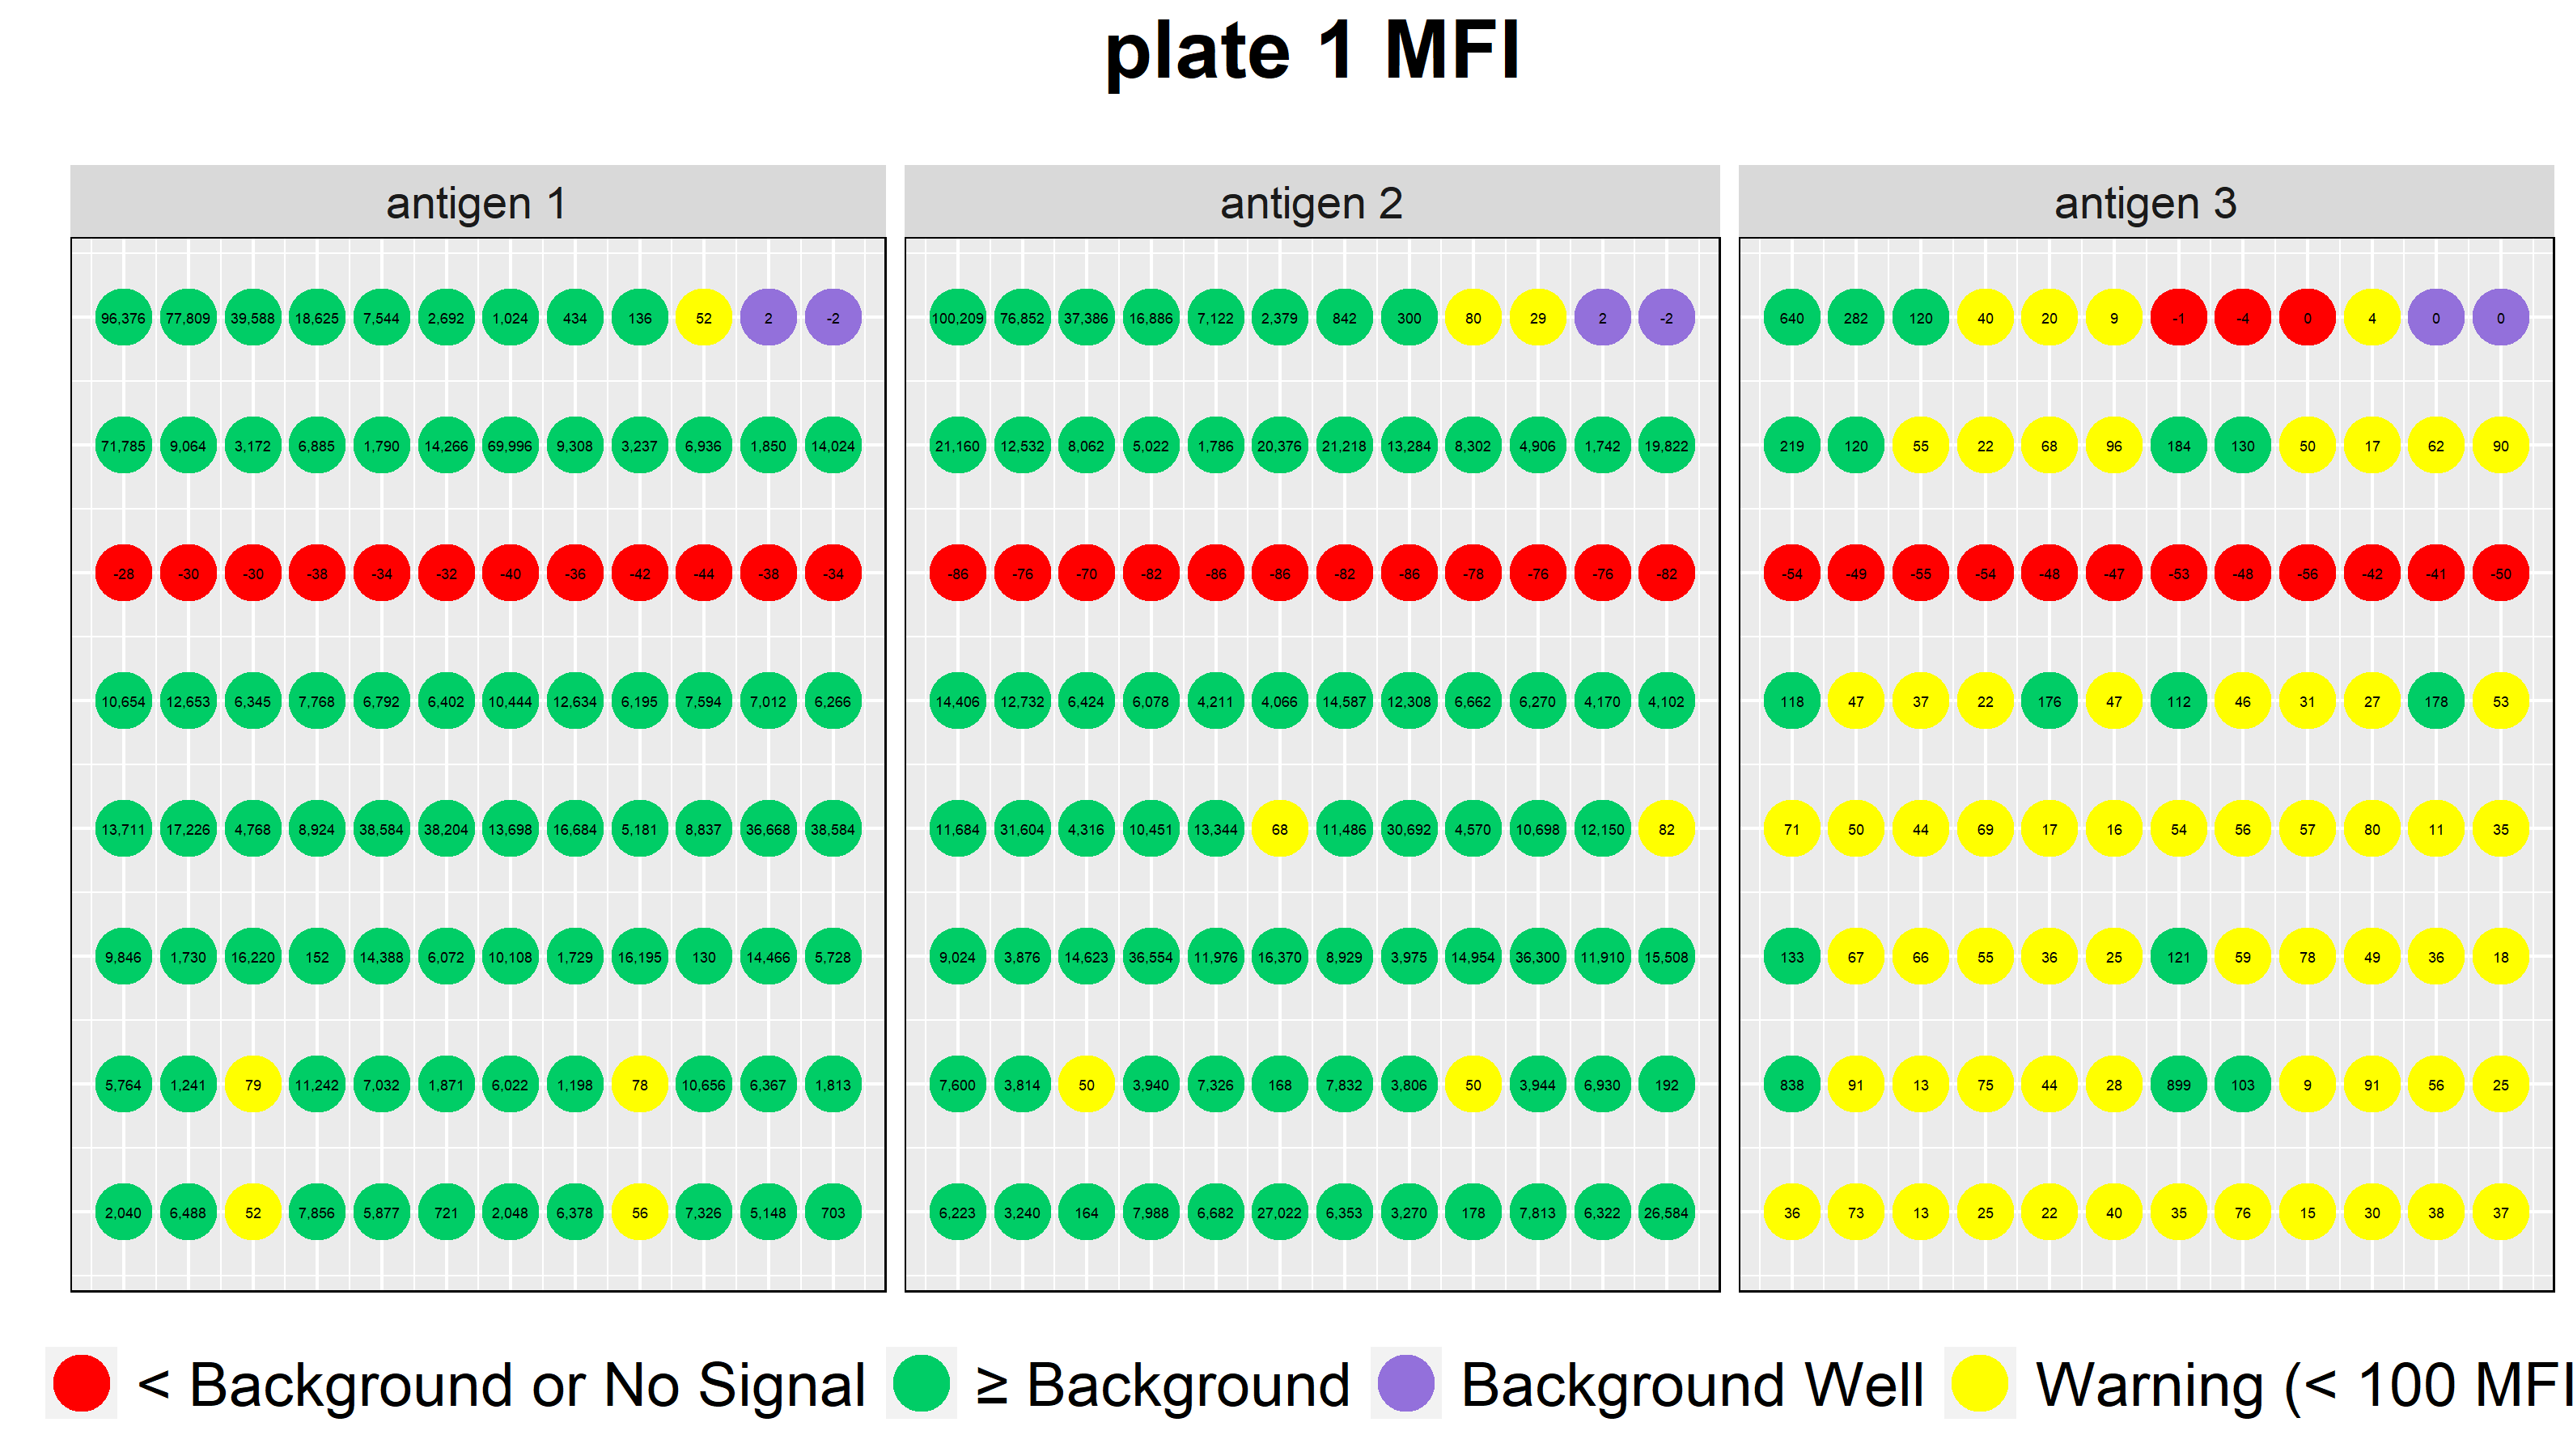 plate 1 MFI
antigen 1 antigen 2 antigen 3
96,376 77,809 39,588 18,625 7,544 2,692 1,024 434 136 52 2 -2 100,209 76,852 37,386 16,886 7,122 2,379 842 300 80 29 2 -2 640 282 120 40 20 9 -1 -4 0 4 0 0
71,785 9,064 3,172 6,885 1,790 14,266 69,996 9,308 3,237 6,936 1,850 14,024 21,160 12,532 8,062 5,022 1,786 20,376 21,218 13,284 8,302 4,906 1,742 19,822 219 120 55 22 68 96 184 130 50 17 62 90
-28 -30 -30 -38 -34 -32 -40 -36 -42 -44 -38 -34 -86 -76 -70 -82 -86 -86 -82 -86 -78 -76 -76 -82 -54 -49 -55 -54 -48 -47 -53 -48 -56 -42 -41 -50
10,654 12,653 6,345 7,768 6,792 6,402 10,444 12,634 6,195 7,594 7,012 6,266 14,406 12,732 6,424 6,078 4,211 4,066 14,587 12,308 6,662 6,270 4,170 4,102 118 47 37 22 176 47 112 46 31 27 178 53
13,711 17,226 4,768 8,924 38,584 38,204 13,698 16,684 5,181 8,837 36,668 38,584 11,684 31,604 4,316 10,451 13,344 68 11,486 30,692 4,570 10,698 12,150 82 71 50 44 69 17 16 54 56 57 80 11 35
9,846 1,730 16,220 152 14,388 6,072 10,108 1,729 16,195 130 14,466 5,728 9,024 3,876 14,623 36,554 11,976 16,370 8,929 3,975 14,954 36,300 11,910 15,508 133 67 66 55 36 25 121 59 78 49 36 18
5,764 1,241 79 11,242 7,032 1,871 6,022 1,198 78 10,656 6,367 1,813 7,600 3,814 50 3,940 7,326 168 7,832 3,806 50 3,944 6,930 192 838 91 13 75 44 28 899 103 9 91 56 25
2,040 6,488 52 7,856 5,877 721 2,048 6,378 56 7,326 5,148 703 6,223 3,240 164 7,988 6,682 27,022 6,353 3,270 178 7,813 6,322 26,584 36 73 13 25 22 40 35 76 15 30 38 37
< Background or No Signal ≥ Background Background Well Warning (< 100 MFI